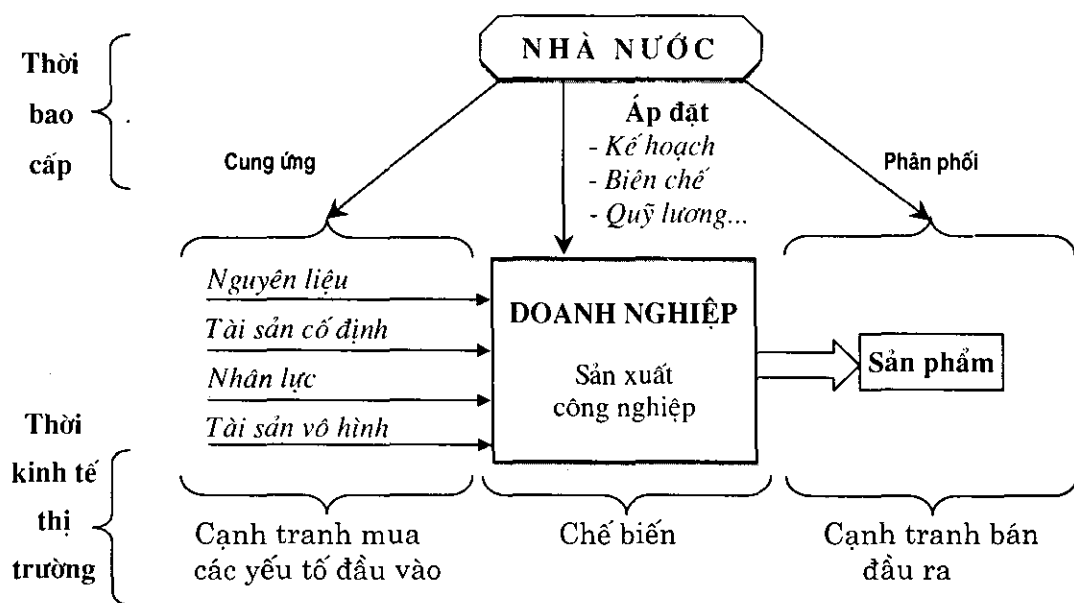 NHÀ NƯỚC
Thời
bao
cấp
Áp đặt
- Kế hoạch
- Biên chế
- Quỹ lương...
Cung ứng
Phân phối
Nguyên liệu
Tài sản cố định
Nhân lực
Tài sản vô hình
DOANH NGHIỆP
Sản xuất
công nghiệp
Sản phẩm
Thời
kinh tế
thị
trường
Cạnh tranh mua
các yếu tố đầu vào
Chế biến
Cạnh tranh bán
đầu ra